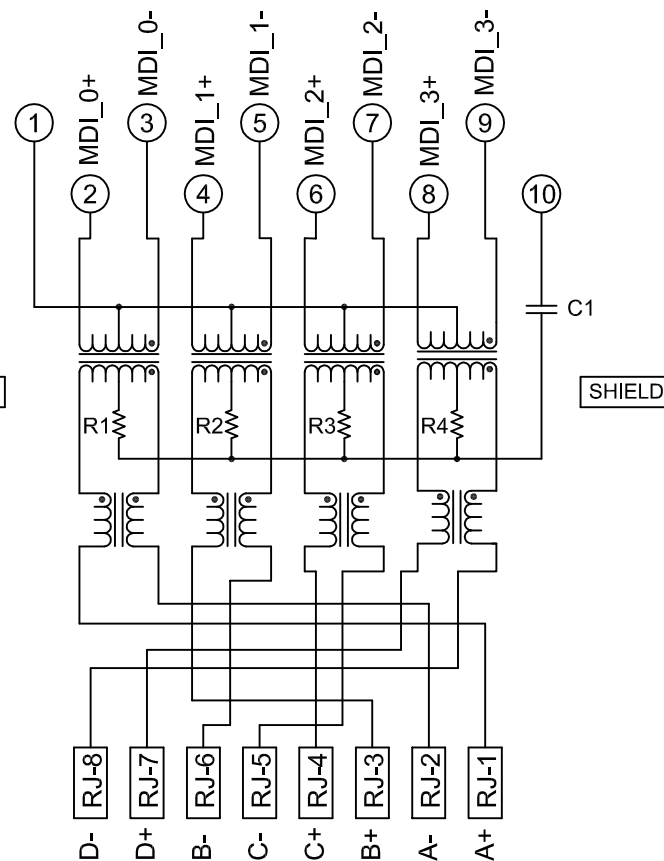 MDI_0+
MDI_0-
MDI_1+
MDI_1-
MDI_2+
MDI_2-
MDI_3+
MDI_3-
1
3
5
7
9
2
4
6
8
10
C1
SHIELD
R1
R2
R3
R4
RJ-8
RJ-7
RJ-6
RJ-5
RJ-4
RJ-3
RJ-2
RJ-1
D-
D+
B-
C-
C+
B+
A-
A+